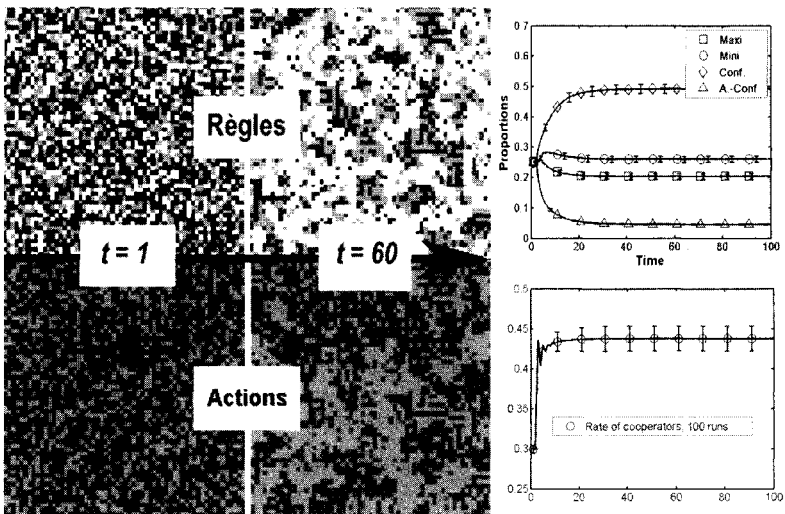 Règles
t = 1
t = 60
Actions
0.7
0.6
0.5
0.4
0.3
0.2
0.1
0
Proportions
Maxi
Mini
Conf.
A.-Conf
0 20 40 60 80 100
Time
0.5
0.45
0.4
0.35
0.3
0.25
Rate of cooperators, 100 runs
0 20 40 60 80 100